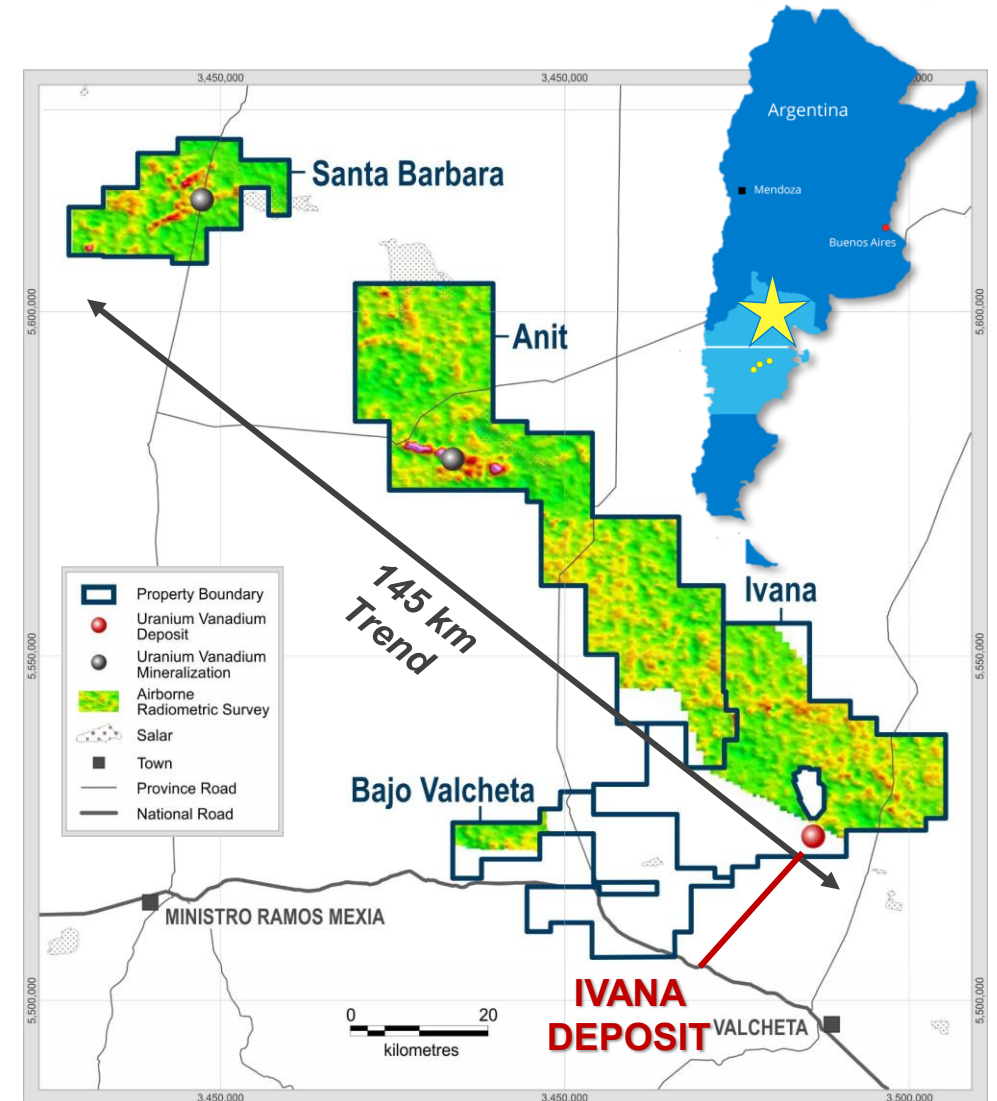 3,450,000
3,450,000
,000
Argentina
Mendoza
Buenos Aires
Santa Barbara
5,600,000
5,600,000
Anit
145 km
Trend
Ivana
Property Boundary
Uranium Vanadium
Deposit
Uranium Vanadium
Mineralization
Airborne
Radiometric Survey
Salar
Town
Province Road
National Road
5,550,000
5,550,000
Bajo Valcheta
MINISTRO RAMOS MEXIA
IVANA
DEPOSIT
VALCHETA
0 20
kilometres
5,500,000
5,500,000
3,450,000
3,450,000
3,500,000